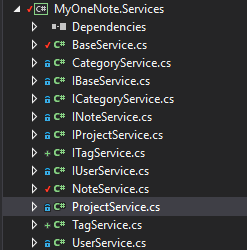 MyOneNote.Services
Dependencies
C# BaseService.cs
C# CategoryService.cs
C# IBaseService.cs
C# ICategoryService.cs
C# INoteService.cs
C# IProjectService.cs
+ C# ITagService.cs
C# IUserService.cs
C# NoteService.cs
C# ProjectService.cs
+ C# TagService.cs
C# UserService.cs